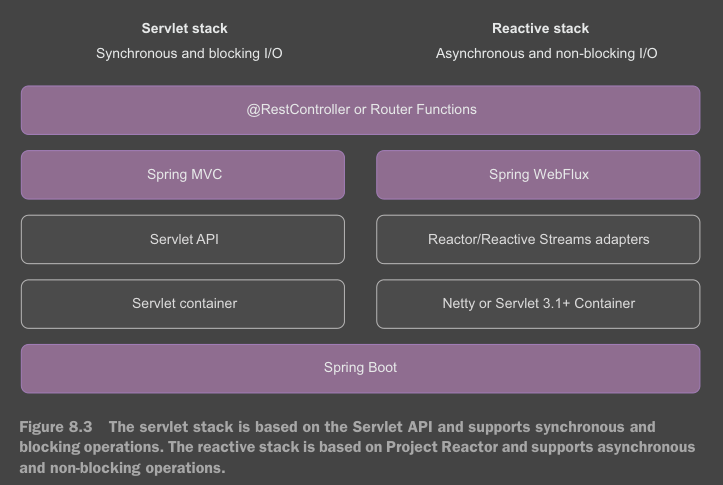 Servlet stack
Synchronous and blocking I/O
Reactive stack
Asynchronous and non-blocking I/O
@RestController or Router Functions
Spring MVC
Spring WebFlux
Servlet API
Reactor/Reactive Streams adapters
Servlet container
Netty or Servlet 3.1+ Container
Spring Boot
Figure 8.3 The servlet stack is based on the Servlet API and supports synchronous and
blocking operations. The reactive stack is based on Project Reactor and supports asynchronous
and non-blocking operations.